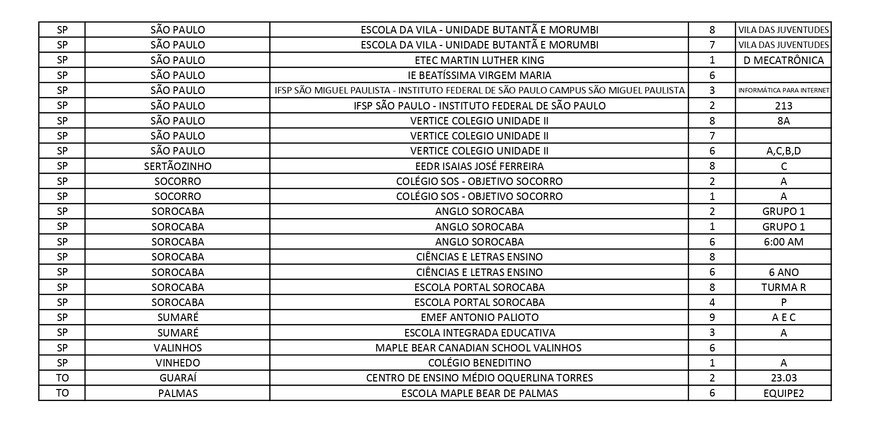 SP SÃO PAULO ESCOLA DA VILA - UNIDADE BUTANTÃ E MORUMBI 8 VILA DAS JUVENTUDES
SP SÃO PAULO ESCOLA DA VILA - UNIDADE BUTANTÃ E MORUMBI 7 VILA DAS JUVENTUDES
SP SÃO PAULO ETEC MARTIN LUTHER KING 1 D MECATRÔNICA
SP SÃO PAULO IE BEATÍSSIMA VIRGEM MARIA 6
SP SÃO PAULO IFSP SÃO MIGUEL PAULISTA - INSTITUTO FEDERAL DE SÃO PAULO CAMPUS SÃO MIGUEL PAULISTA 3 INFORMÁTICA PARA INTERNET
SP SÃO PAULO IFSP SÃO PAULO - INSTITUTO FEDERAL DE SÃO PAULO 2 213
SP SÃO PAULO VERTICE COLEGIO UNIDADE II 8 8A
SP SÃO PAULO VERTICE COLEGIO UNIDADE II 7
SP SÃO PAULO VERTICE COLEGIO UNIDADE II 6 A,C,B,D
SP SERTÃOZINHO EEDR ISAIAS JOSÉ FERREIRA 8 C
SP SOCORRO COLÉGIO SOS - OBJETIVO SOCORRO 2 A
SP SOCORRO COLÉGIO SOS - OBJETIVO SOCORRO 1 A
SP SOROCABA ANGLO SOROCABA 2 GRUPO 1
SP SOROCABA ANGLO SOROCABA 1 GRUPO 1
SP SOROCABA ANGLO SOROCABA 6 6:00 AM
SP SOROCABA CIÊNCIAS E LETRAS ENSINO 8
SP SOROCABA CIÊNCIAS E LETRAS ENSINO 6 6 ANO
SP SOROCABA ESCOLA PORTAL SOROCABA 8 TURMA R
SP SOROCABA ESCOLA PORTAL SOROCABA 4 P
SP SUMARÉ EMEF ANTONIO PALIOTO 9 A E C
SP SUMARÉ ESCOLA INTEGRADA EDUCATIVA 3 A
SP VALINHOS MAPLE BEAR CANADIAN SCHOOL VALINHOS 6
SP VINHEDO COLÉGIO BENEDITINO 1 A
TO GUARAÍ CENTRO DE ENSINO MÉDIO OQUERLINA TORRES 2 23.03
TO PALMAS ESCOLA MAPLE BEAR DE PALMAS 6 EQUIPE2